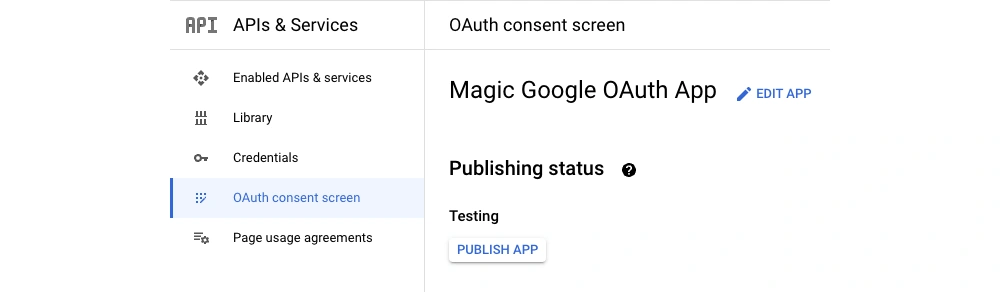 API APIs & Services
OAuth consent screen
Enabled APIs & services
Library
Credentials
OAuth consent screen
Page usage agreements
Magic Google OAuth App
EDIT APP
Publishing status ?
Testing
PUBLISH APP